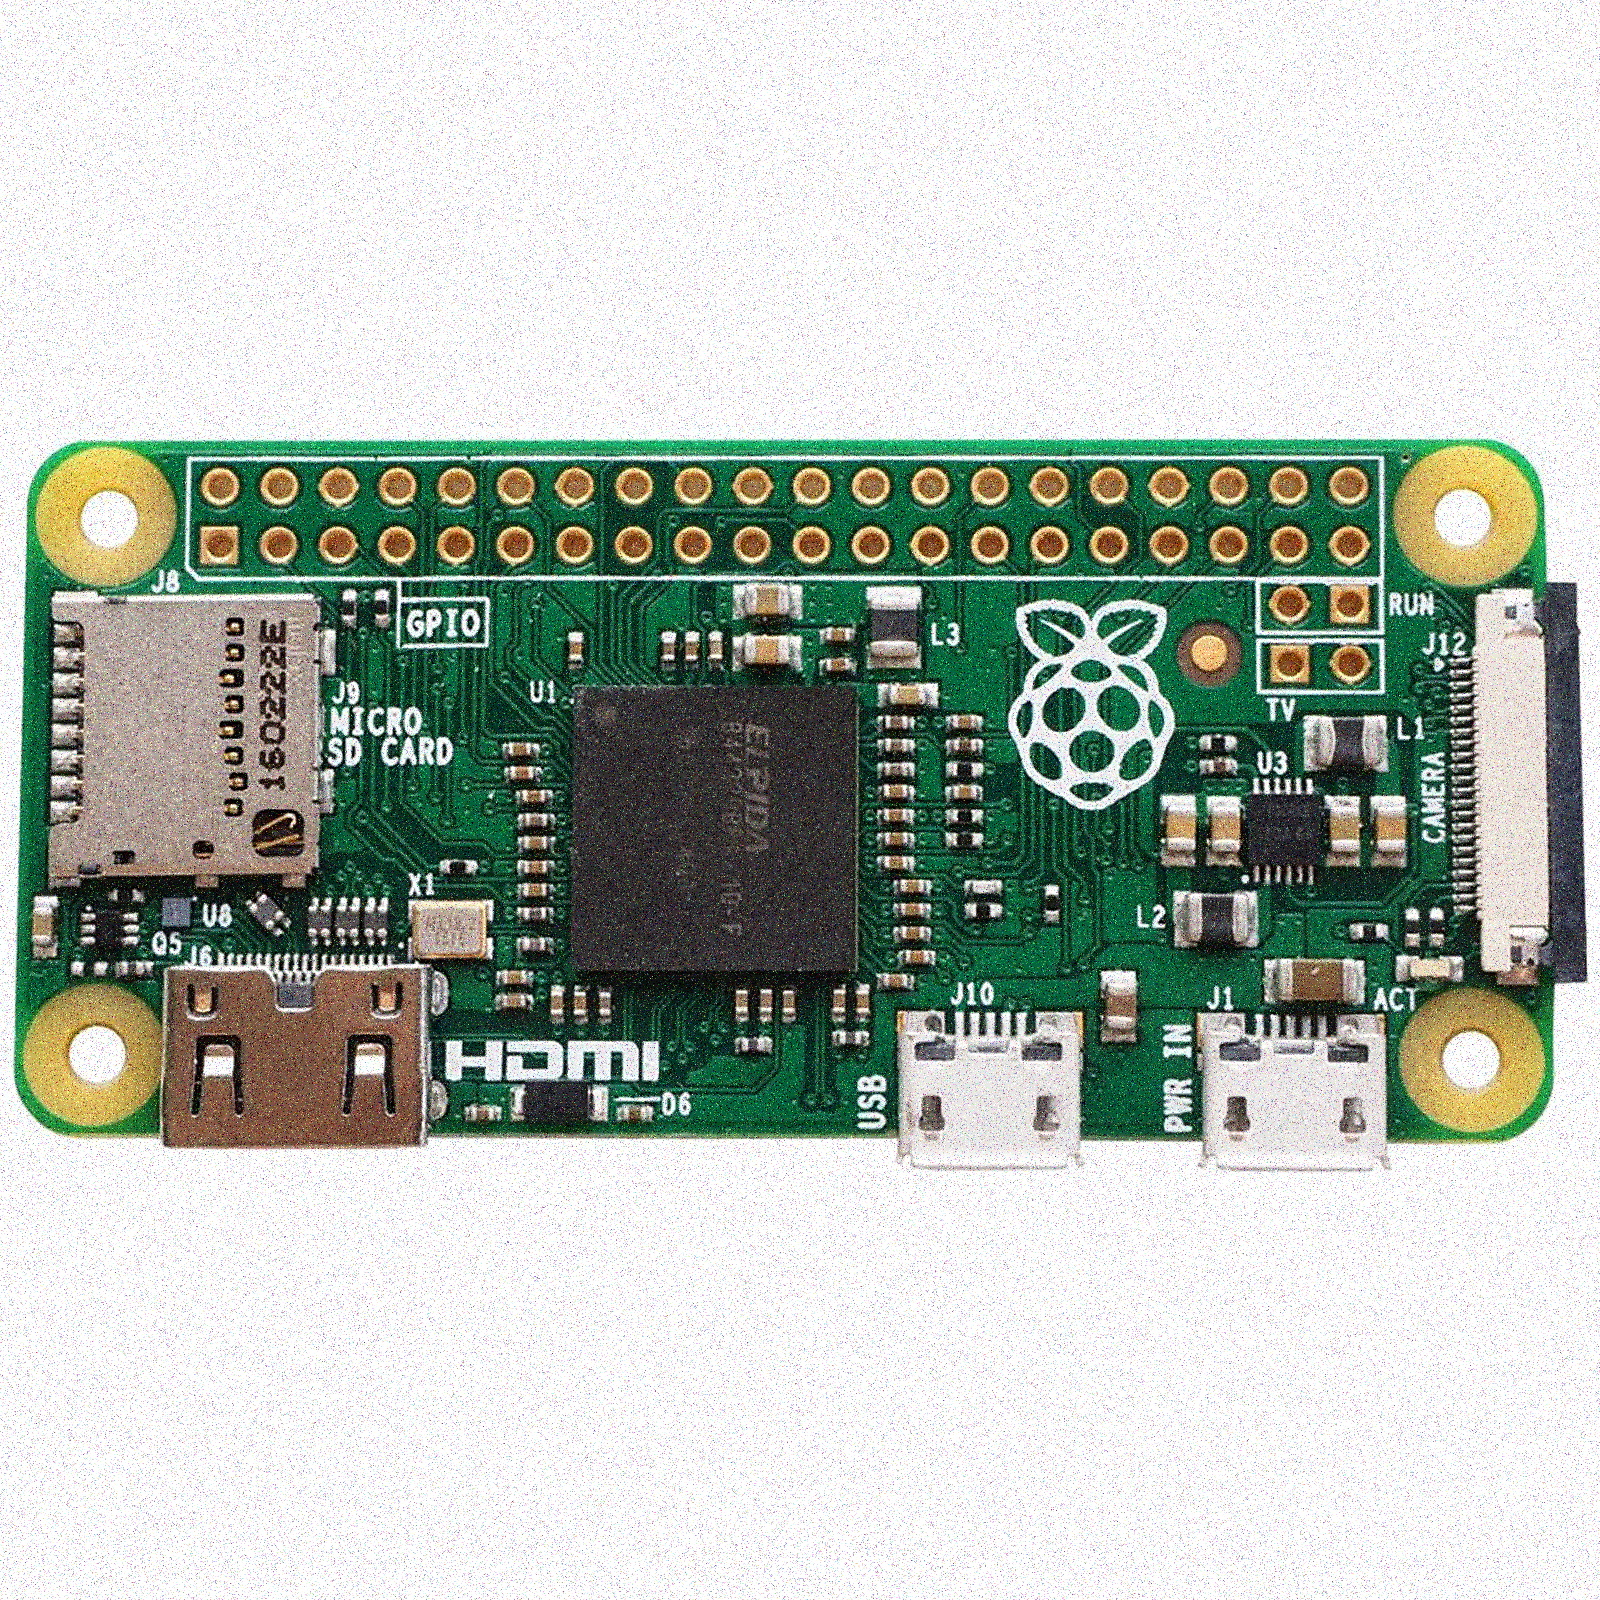 J8
GPIO
RUN
J12
L3
U1
J9
MICRO
SD CARD
160222E
TV
L1
U3
CAMERA
ELPIDA
X1
U8
Q5
J6
L2
J10
J1
ACT
HDMI
D6
USB
PWR IN